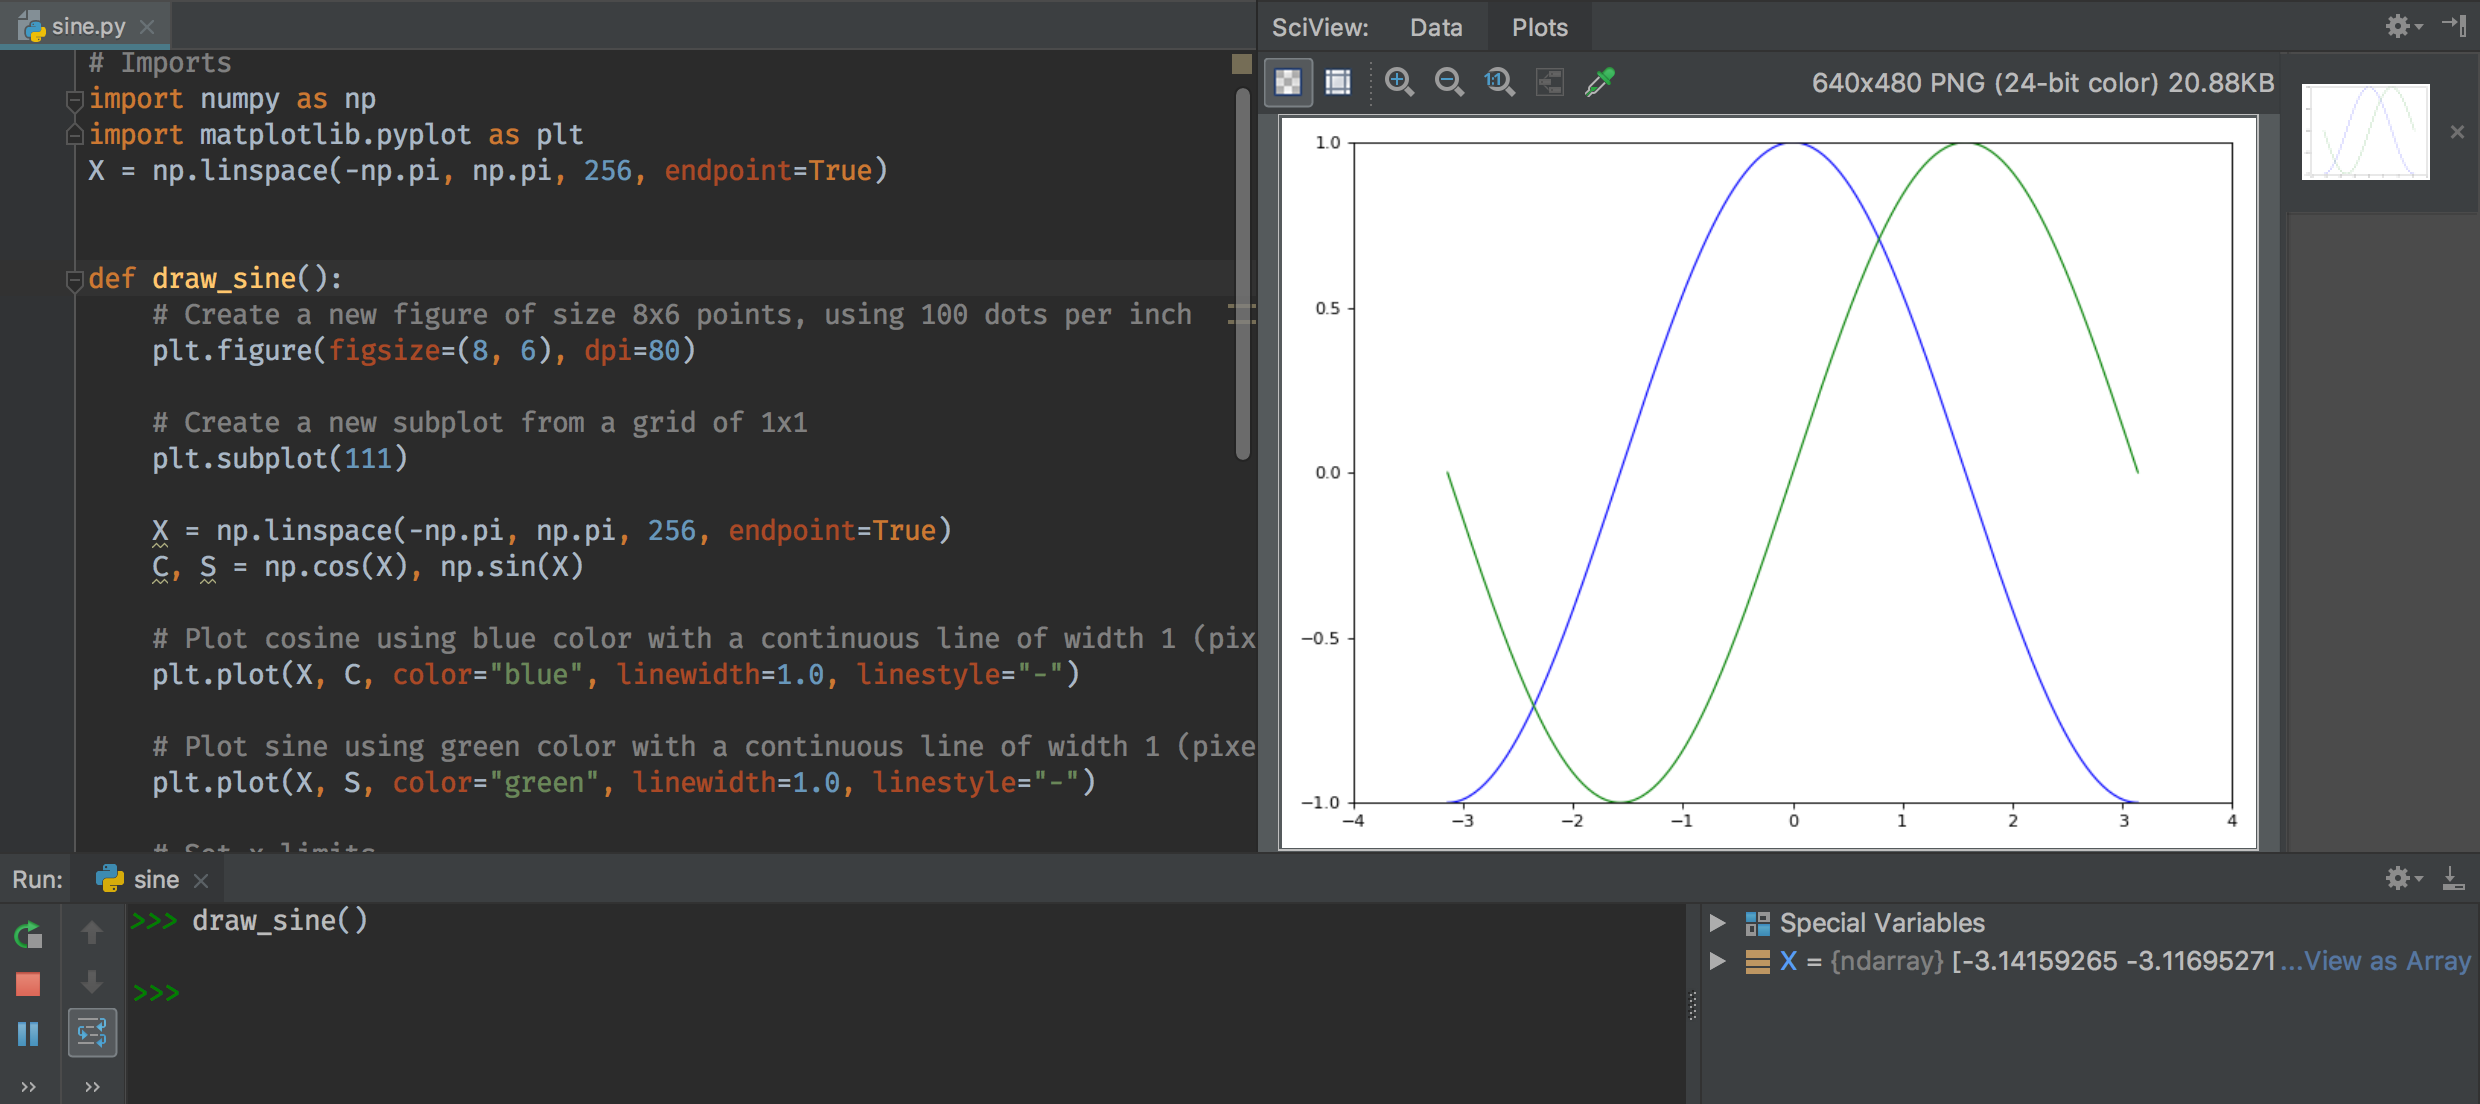 sine.py
# Imports
import numpy as np
import matplotlib.pyplot as plt
X = np.linspace(-np.pi, np.pi, 256, endpoint=True)
def draw_sine():
# Create a new figure of size 8x6 points, using 100 dots per inch
plt.figure(figsize=(8, 6), dpi=80)
# Create a new subplot from a grid of 1x1
plt.subplot(111)
X = np.linspace(-np.pi, np.pi, 256, endpoint=True)
C, S = np.cos(X), np.sin(X)
# Plot cosine using blue color with a continuous line of width 1 (pix
plt.plot(X, C, color="blue", linewidth=1.0, linestyle="-")
# Plot sine using green color with a continuous line of width 1 (pixe
plt.plot(X, S, color="green", linewidth=1.0, linestyle="-")
# Set x limits
SciView: Data Plots
1:1 640x480 PNG (24-bit color) 20.88KB
1.0
0.5
0.0
−0.5
−1.0
−4 −3 −2 −1 0 1 2 3 4
Run: sine
>>> draw_sine()
>>>
Special Variables
X = {ndarray} [-3.14159265 -3.11695271 ...View as Array